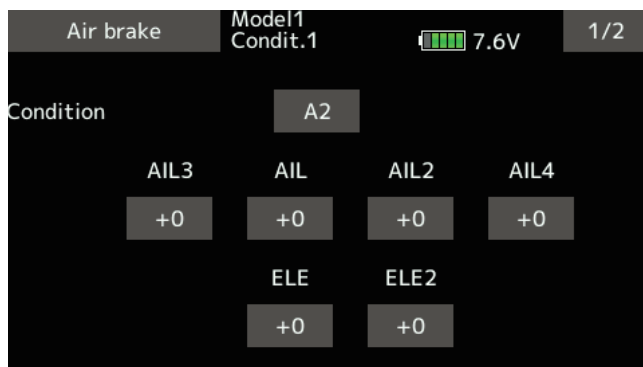 Air brake
Model1
Condit.1
7.6V
1/2
Condition A2
AIL3 AIL AIL2 AIL4
+0 +0 +0 +0
ELE ELE2
+0 +0